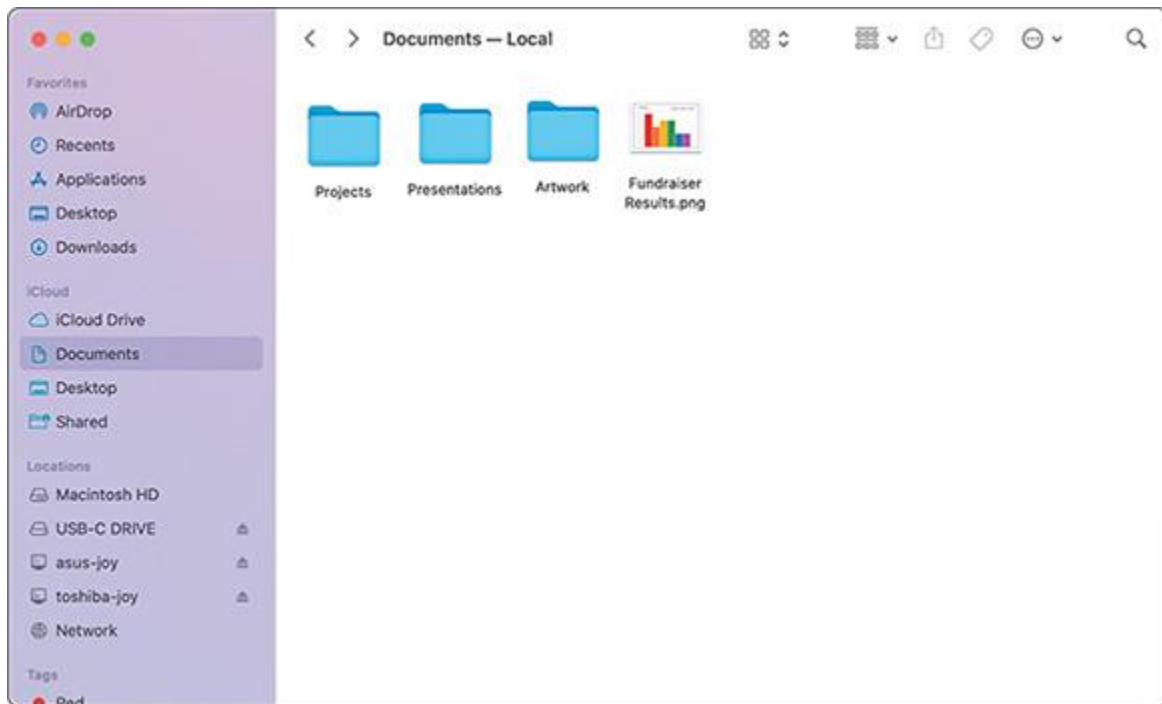 Documents — Local
Favorites
AirDrop
Recents
Applications
Desktop
Downloads
iCloud
iCloud Drive
Documents
Desktop
Shared
Locations
Macintosh HD
USB-C DRIVE
asus-joy
toshiba-joy
Network
Tags
Red
Projects
Presentations
Artwork
Fundraiser
Results.png